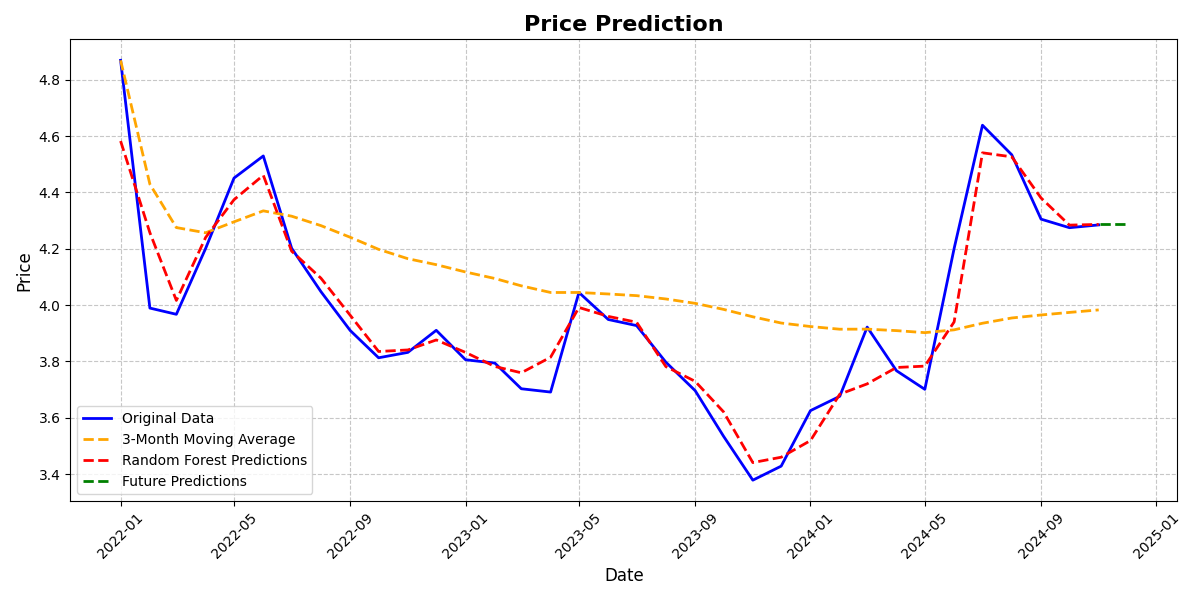 Price Prediction
Price
4.8
4.6
4.4
4.2
4.0
3.8
3.6
3.4
Original Data
3-Month Moving Average
Random Forest Predictions
Future Predictions
2022-01
2022-05
2022-09
2023-01
2023-05
2023-09
2024-01
2024-05
2024-09
2025-01
Date